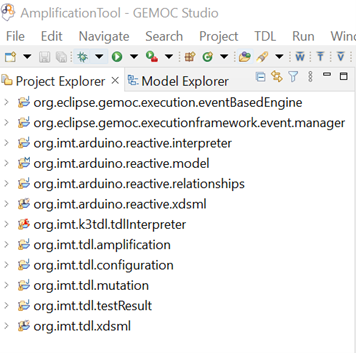 AmplificationTool - GEMOC Studio
File Edit Navigate Search Project TDL Run Window
Project Explorer Model Explorer
org.eclipse.gemoc.execution.eventBasedEngine
org.eclipse.gemoc.executionframework.event.manager
org.imt.arduino.reactive.interpreter
org.imt.arduino.reactive.model
org.imt.arduino.reactive.relationships
org.imt.arduino.reactive.xdsml
org.imt.k3tdl.tdlInterpreter
org.imt.tdl.amplification
org.imt.tdl.configuration
org.imt.tdl.mutation
org.imt.tdl.testResult
org.imt.tdl.xdsml